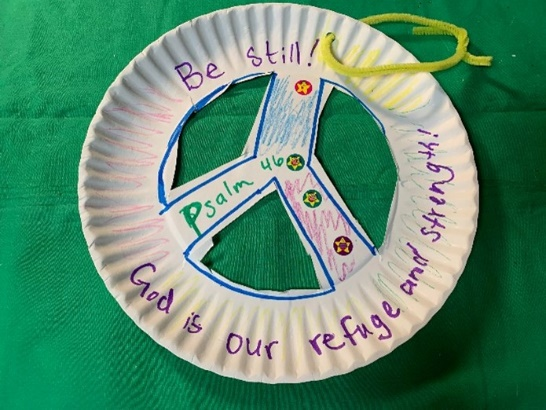 Be still!
Psalm 46
God is our refuge and strength!